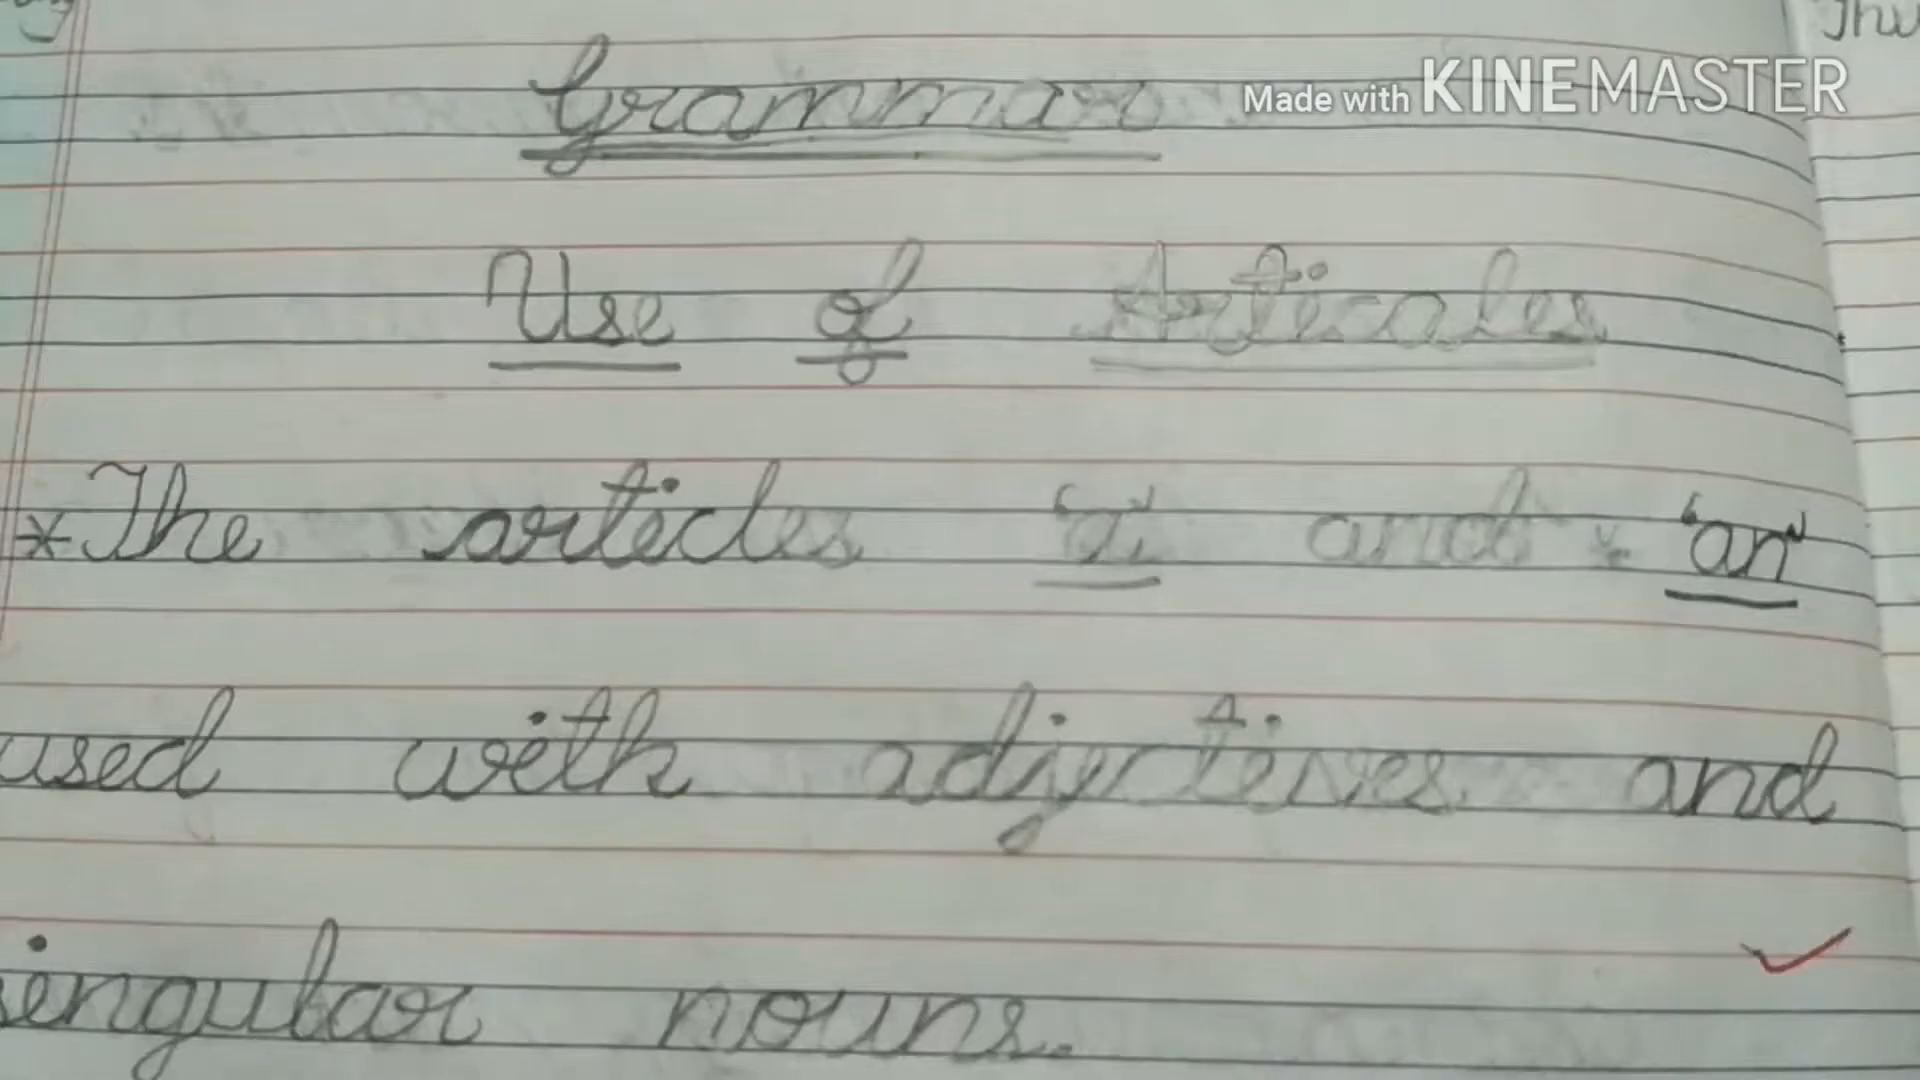 Grammar
Made with KINEMASTER
Use of Articales
*The articles "a" and "an"
used with adjectives and
singular nouns.